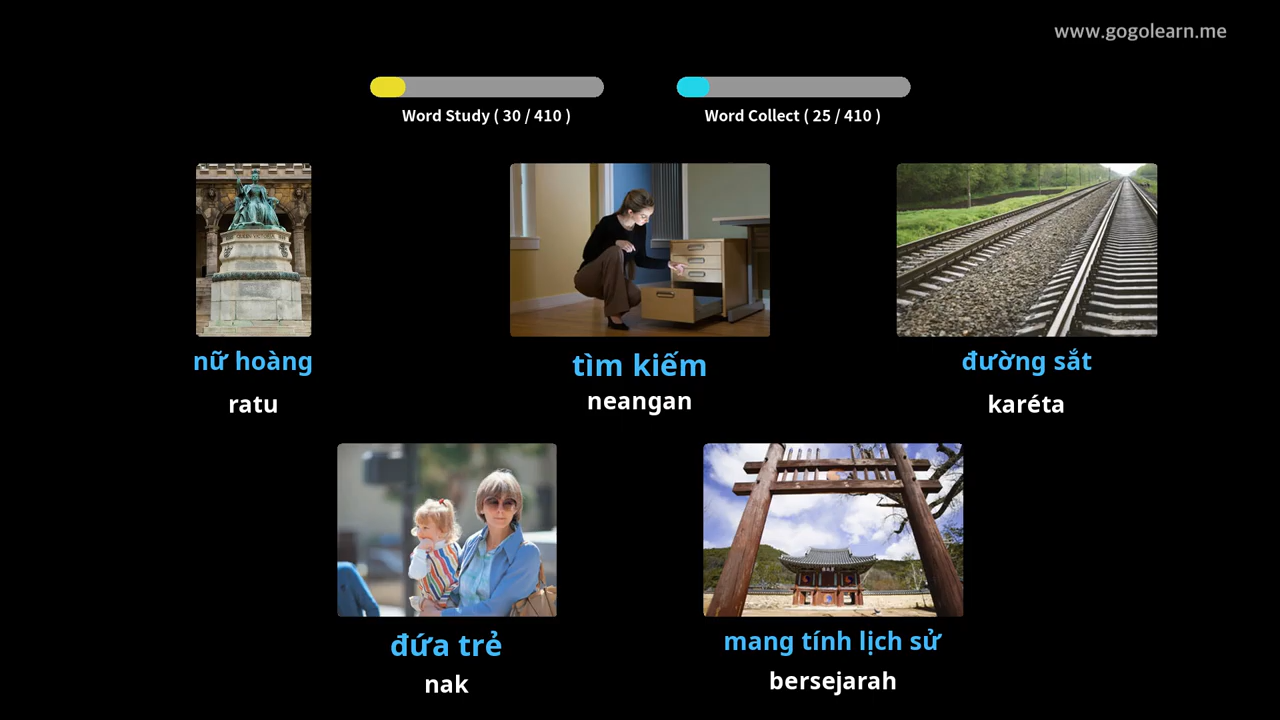 www.gogolearn.me
Word Study ( 30 / 410 )
Word Collect ( 25 / 410 )
nữ hoàng
ratu
tìm kiếm
neangan
đường sắt
karéta
đứa trẻ
nak
mang tính lịch sử
bersejarah